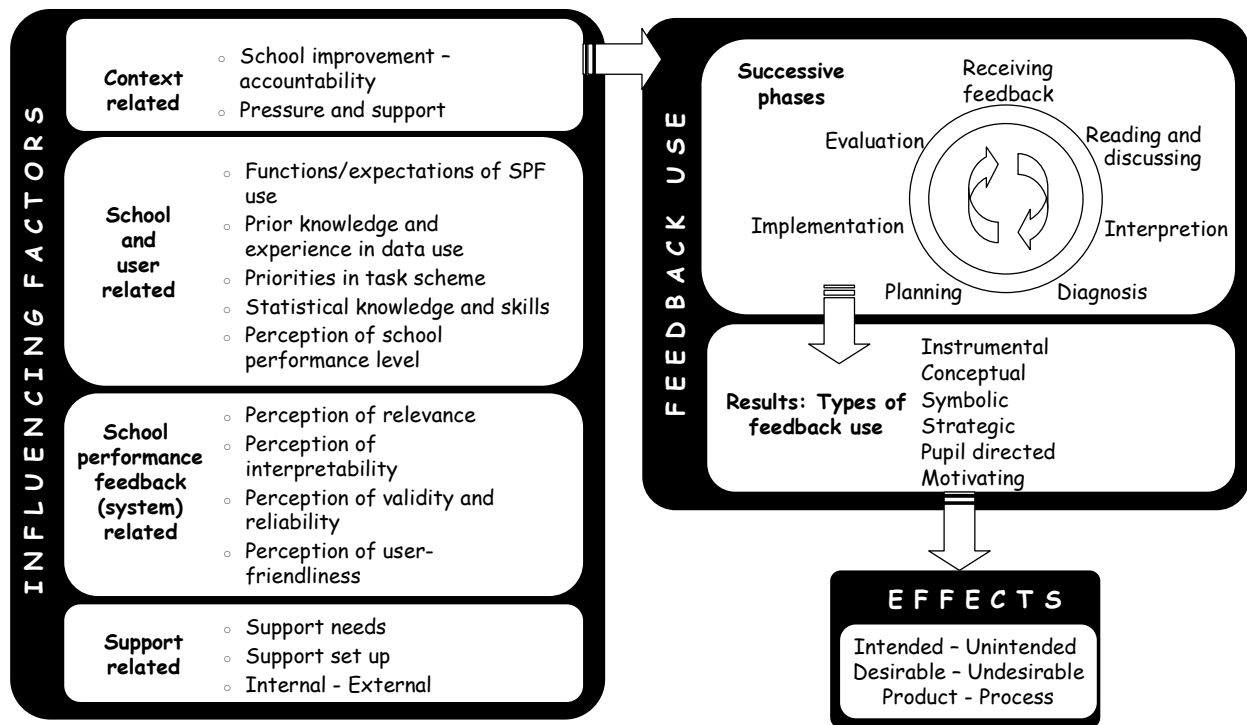 INFLUENCING FACTORS
Context
related
○ School improvement –
accountability
○ Pressure and support
School
and
user
related
○ Functions/expectations of SPF
use
○ Prior knowledge and
experience in data use
○ Priorities in task scheme
○ Statistical knowledge and skills
○ Perception of school
performance level
School
performance
feedback
(system)
related
○ Perception of relevance
○ Perception of
interpretability
○ Perception of validity and
reliability
○ Perception of user-
friendliness
Support
related
○ Support needs
○ Support set up
○ Internal - External
FEEDBACK USE
Successive
phases
Receiving
feedback
Reading and
discussing
Interpretion
Diagnosis
Planning
Implementation
Evaluation
Results: Types of
feedback use
Instrumental
Conceptual
Symbolic
Strategic
Pupil directed
Motivating
EFFECTS
Intended – Unintended
Desirable – Undesirable
Product - Process